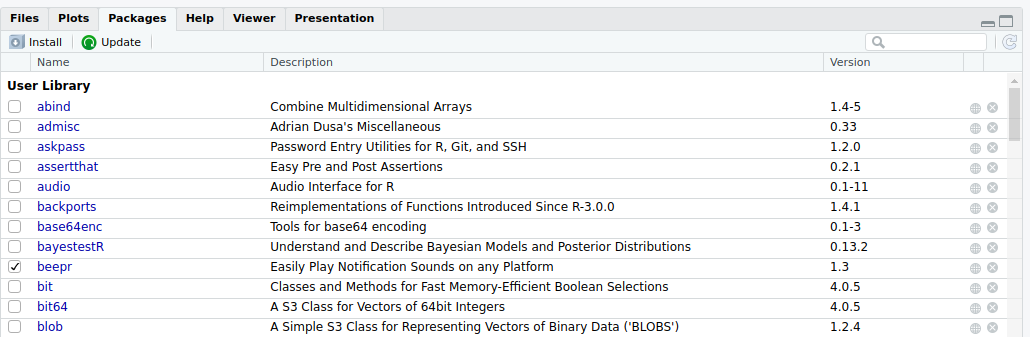 Files Plots Packages Help Viewer Presentation
Install Update
Name Description Version
User Library
abind Combine Multidimensional Arrays 1.4-5
admisc Adrian Dusa's Miscellaneous 0.33
askpass Password Entry Utilities for R, Git, and SSH 1.2.0
assertthat Easy Pre and Post Assertions 0.2.1
audio Audio Interface for R 0.1-11
backports Reimplementations of Functions Introduced Since R-3.0.0 1.4.1
base64enc Tools for base64 encoding 0.1-3
bayestestR Understand and Describe Bayesian Models and Posterior Distributions 0.13.2
beepr Easily Play Notification Sounds on any Platform 1.3
bit Classes and Methods for Fast Memory-Efficient Boolean Selections 4.0.5
bit64 A S3 Class for Vectors of 64bit Integers 4.0.5
blob A Simple S3 Class for Representing Vectors of Binary Data ('BLOBS') 1.2.4